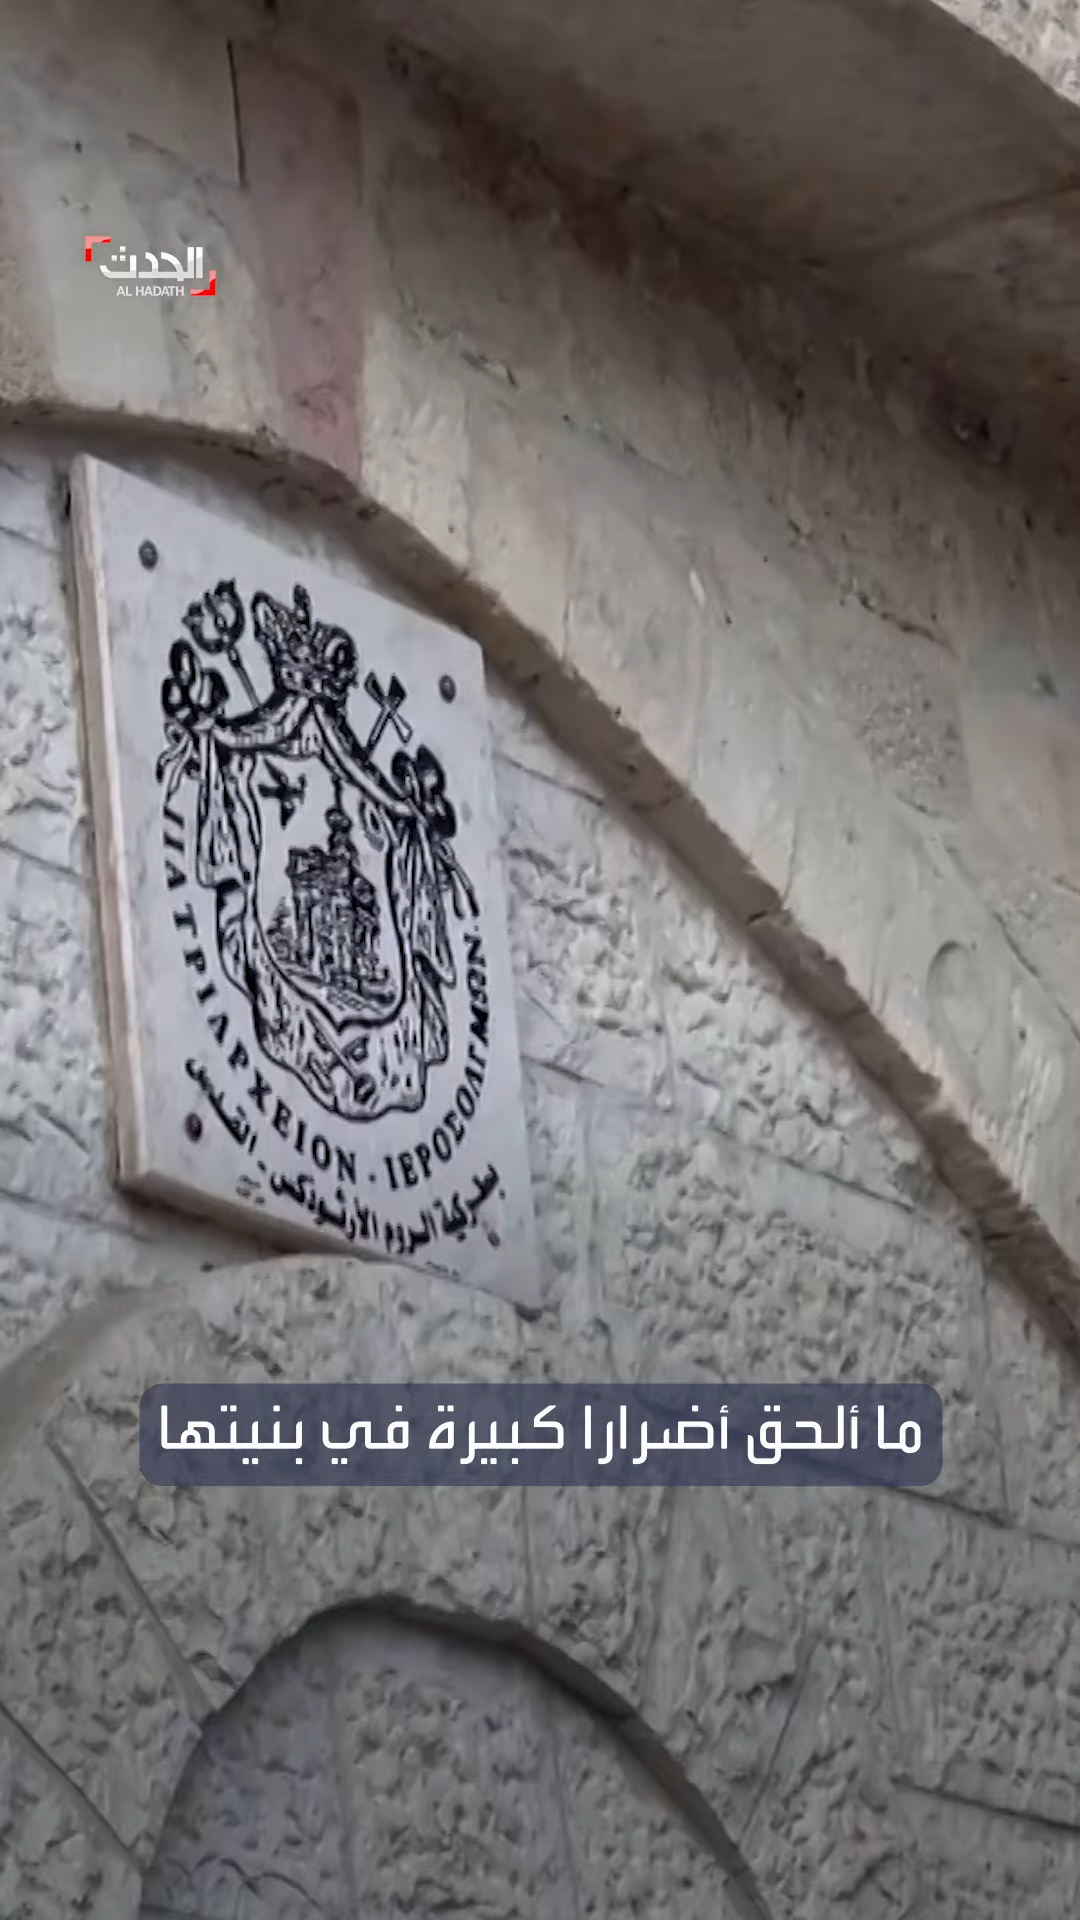 الحدث
AL HADATH
ΠΑΤΡΙΑΡΧΕΙΟΝ · ΙΕΡΟΣΟΛΥΜΩΝ
بطركية الروم الأرثوذكس - القدس
ما ألحق أضرارا كبيرة في بنيتها